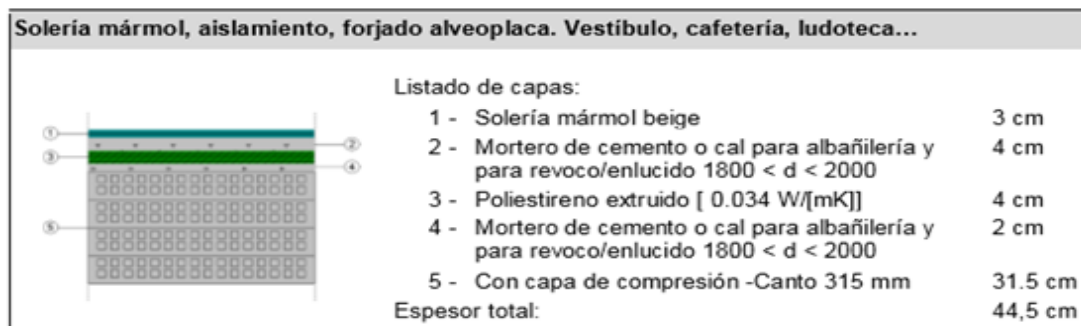 Solería mármol, aislamiento, forjado alveoplaca. Vestíbulo, cafetería, ludoteca...
Listado de capas:
1 - Solería mármol beige 3 cm
2 - Mortero de cemento o cal para albañilería y 4 cm
para revoco/enlucido 1800 < d < 2000
3 - Poliestireno extruido [ 0.034 W/[mK]] 4 cm
4 - Mortero de cemento o cal para albañilería y 2 cm
para revoco/enlucido 1800 < d < 2000
5 - Con capa de compresión -Canto 315 mm 31.5 cm
Espesor total: 44,5 cm
1
2
3
4
5